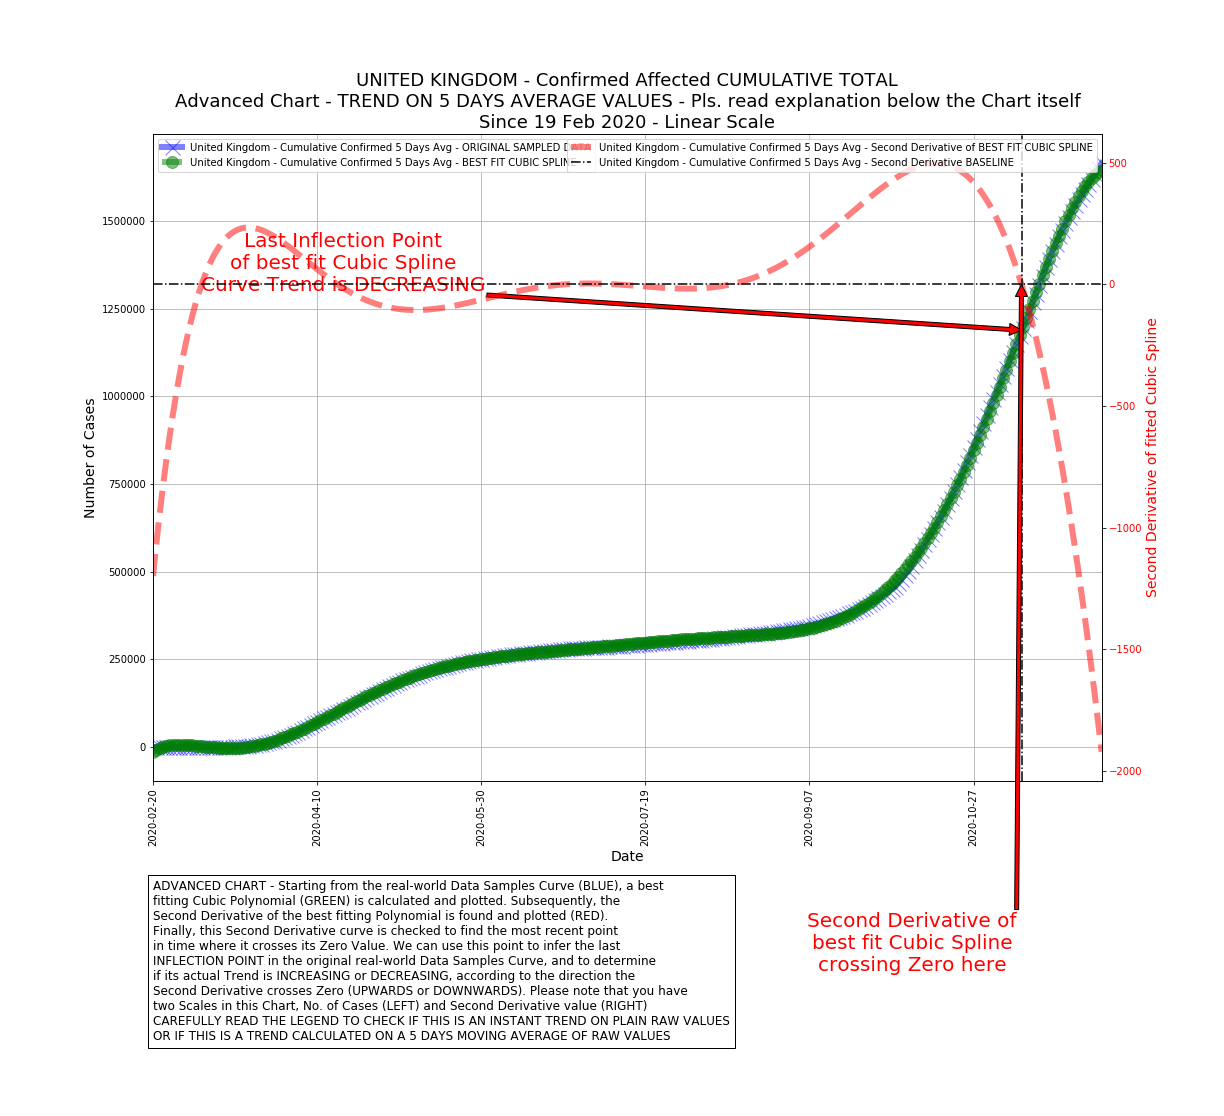 UNITED KINGDOM - Confirmed Affected CUMULATIVE TOTAL
Advanced Chart - TREND ON 5 DAYS AVERAGE VALUES - Pls. read explanation below the Chart itself
Since 19 Feb 2020 - Linear Scale
United Kingdom - Cumulative Confirmed 5 Days Avg - ORIGINAL SAMPLED
United Kingdom - Cumulative Confirmed 5 Days Avg - BEST FIT CUBIC SPLINE
United Kingdom - Cumulative Confirmed 5 Days Avg - Second Derivative of BEST FIT CUBIC SPLINE
United Kingdom - Cumulative Confirmed 5 Days Avg - Second Derivative BASELINE
Last Inflection Point
of best fit Cubic Spline
Curve Trend is DECREASING
1500000
1250000
1000000
750000
500000
250000
0
Number of Cases
500
0
−500
−1000
−1500
−2000
Second Derivative of fitted Cubic Spline
2020-02-20
2020-04-10
2020-05-30
2020-07-19
2020-09-07
2020-10-27
Date
Second Derivative of
best fit Cubic Spline
crossing Zero here
ADVANCED CHART - Starting from the real-world Data Samples Curve (BLUE), a best
fitting Cubic Polynomial (GREEN) is calculated and plotted. Subsequently, the
Second Derivative of the best fitting Polynomial is found and plotted (RED).
Finally, this Second Derivative curve is checked to find the most recent point
in time where it crosses its Zero Value. We can use this point to infer the last
INFLECTION POINT in the original real-world Data Samples Curve, and to determine
if its actual Trend is INCREASING or DECREASING, according to the direction the
Second Derivative crosses Zero (UPWARDS or DOWNWARDS). Please note that you have
two Scales in this Chart, No. of Cases (LEFT) and Second Derivative value (RIGHT)
CAREFULLY READ THE LEGEND TO CHECK IF THIS IS AN INSTANT TREND ON PLAIN RAW VALUES
OR IF THIS IS A TREND CALCULATED ON A 5 DAYS MOVING AVERAGE OF RAW VALUES